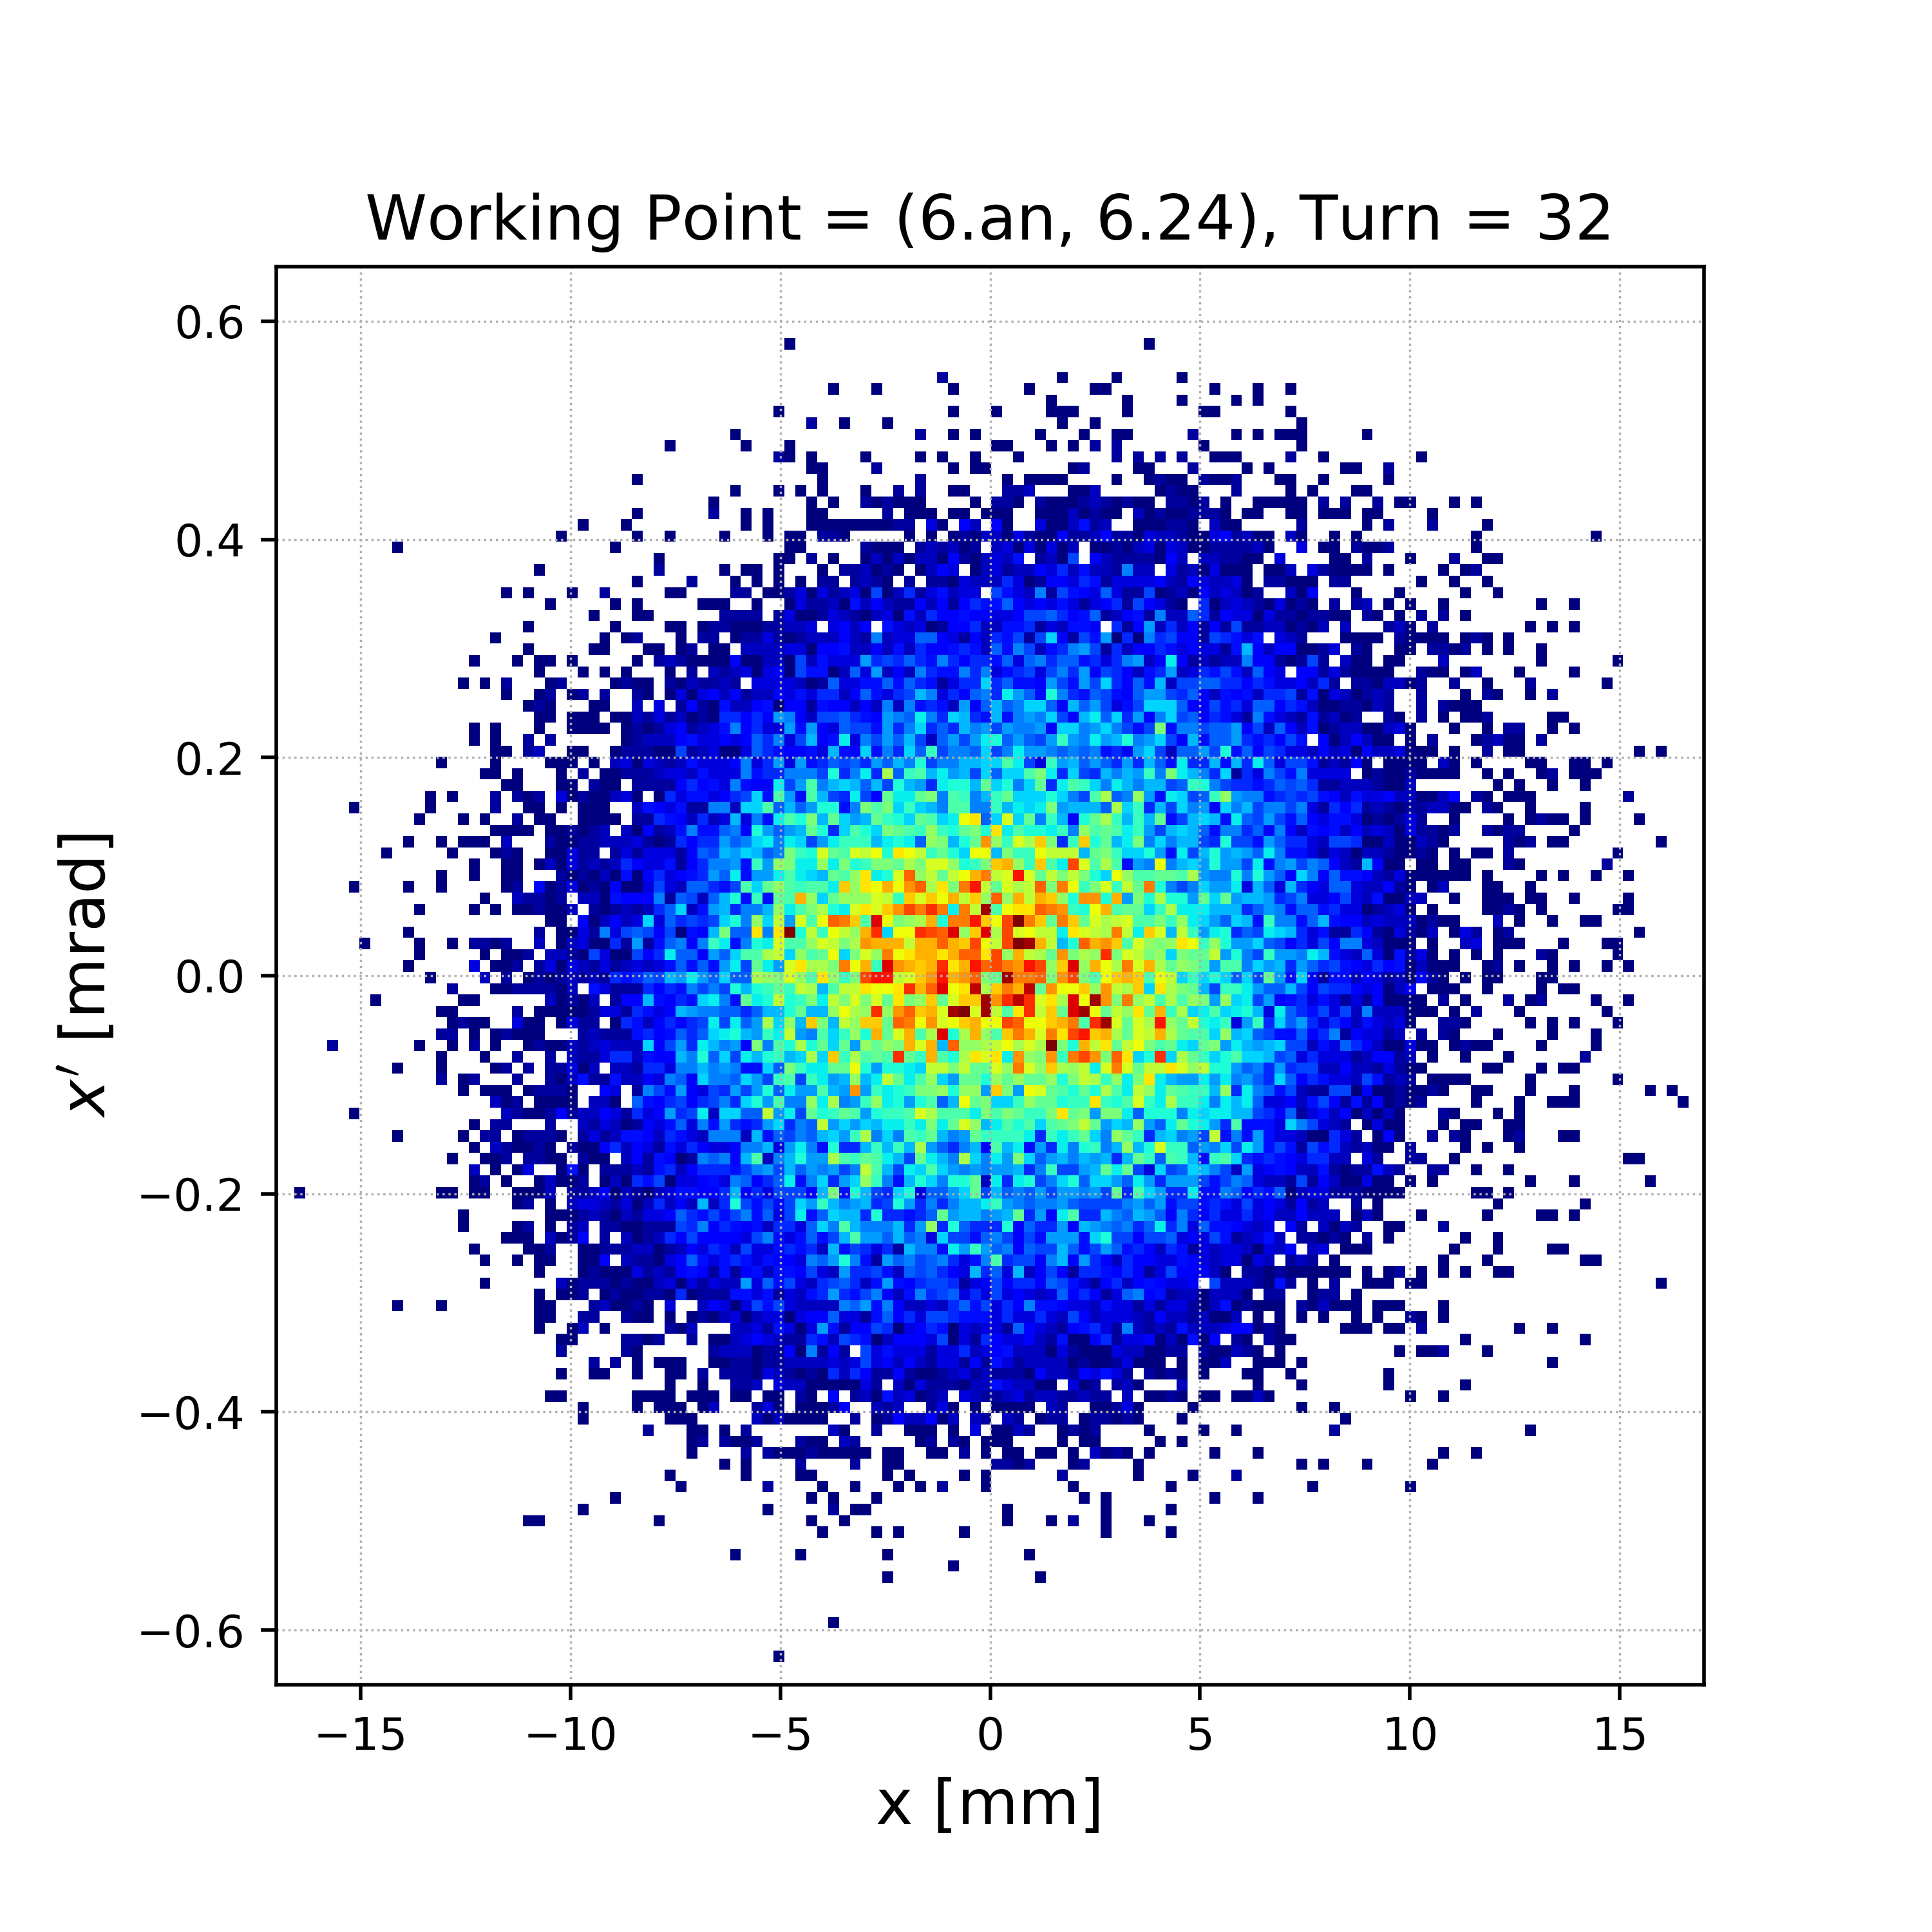 Working Point = (6.an, 6.24), Turn = 32
0.6
0.4
0.2
0.0
−0.2
−0.4
−0.6
x′ [mrad]
−15 −10 −5 0 5 10 15
x [mm]